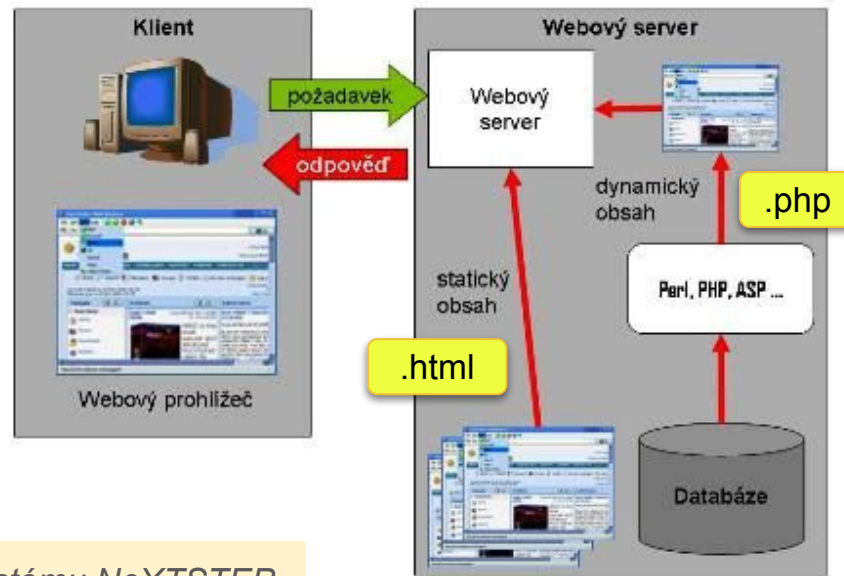 Klient
požadavek
odpověď
Webový prohlížeč
Webový server
Webový
server
dynamický
obsah
.php
statický
obsah
Perl, PHP, ASP ...
.html
Databáze
NeXTSTEP